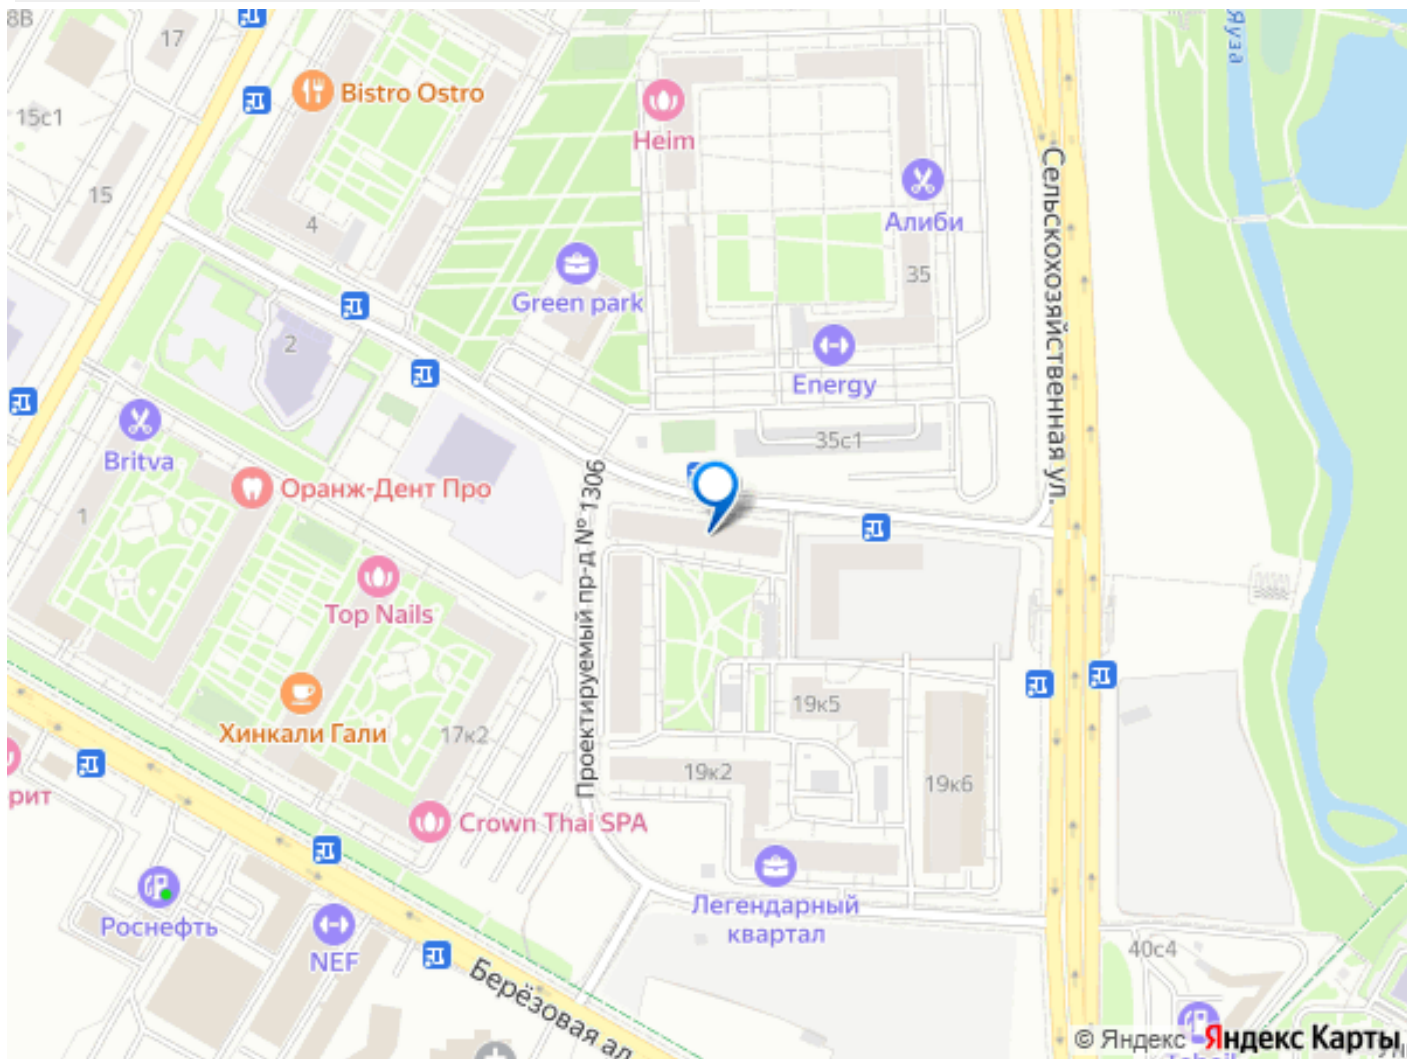 8В
17
Bistro Ostro
15с1
Heim
Яуза
15
4
Алиби
Сельскохозяйственная ул.
Green park
35
2
Energy
35с1
Britva
Оранж-Дент Про
1
Проектируемый пр-д № 1306
Top Nails
Хинкали Гали
17к2
19к5
19к2
19к6
рит
Crown Thai SPA
Роснефть
Легендарный
квартал
NEF
Берёзовая ал.
40с4
© Яндекс Яндекс Карты